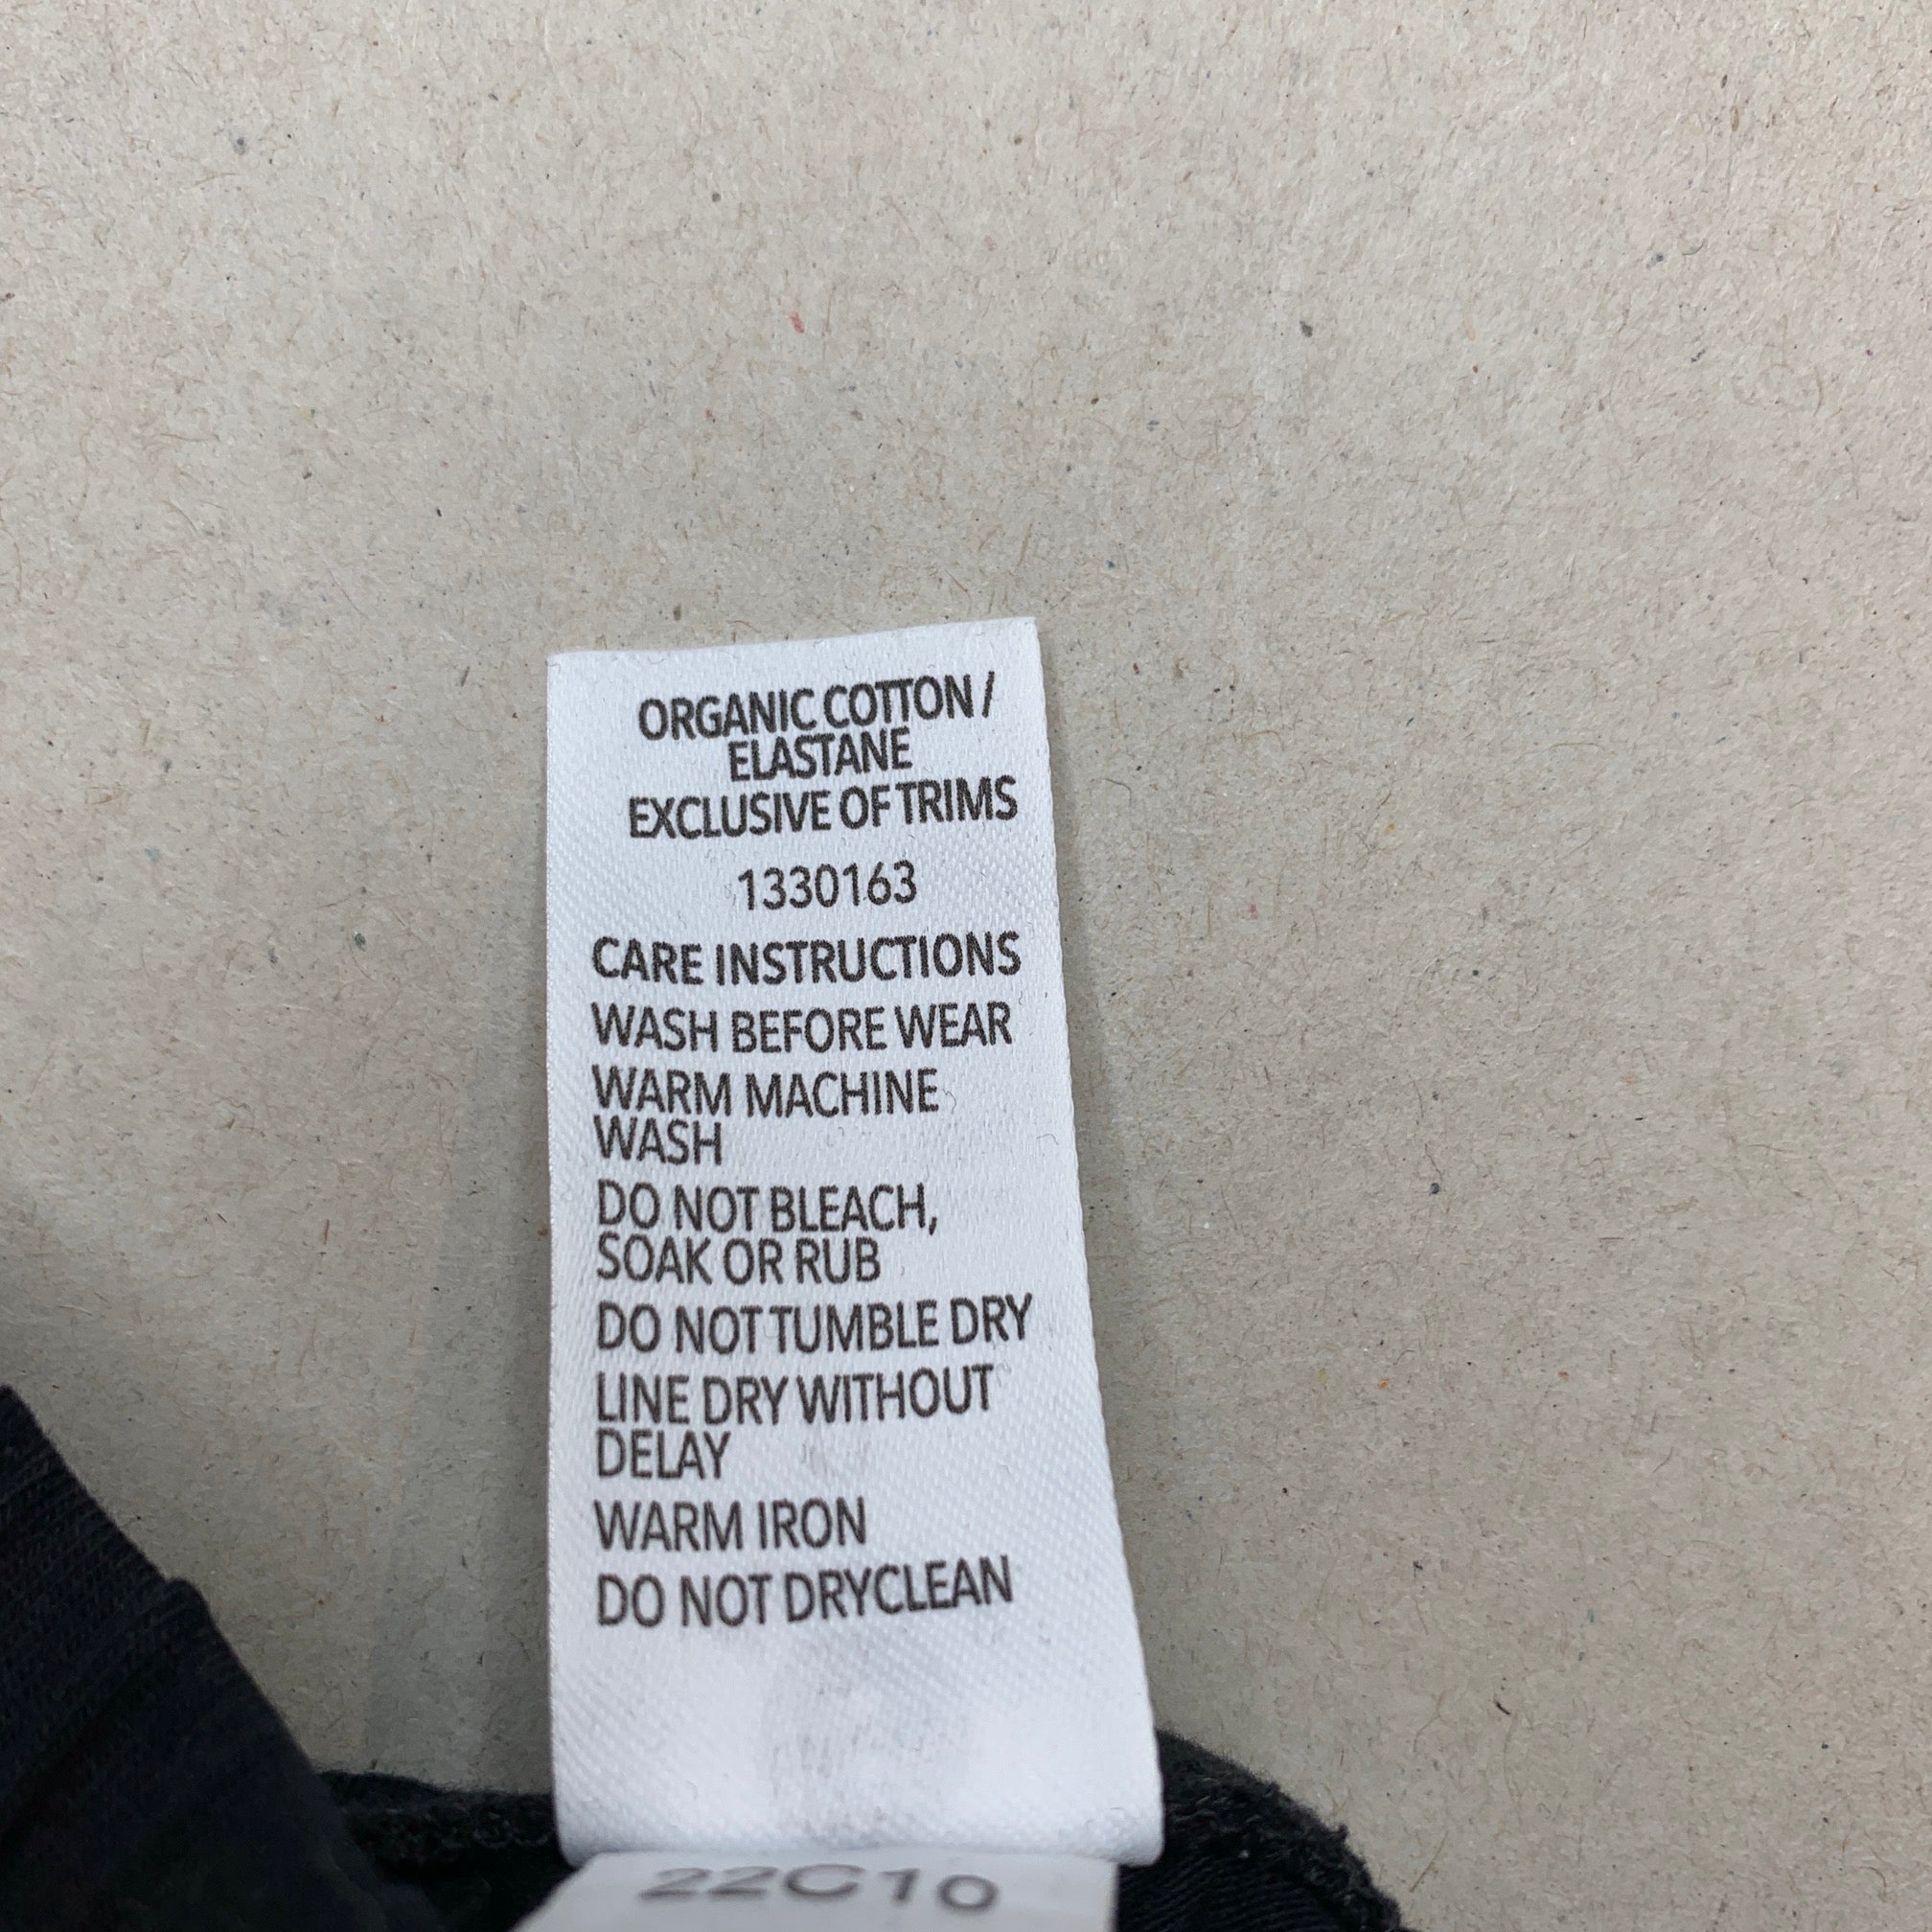 ORGANIC COTTON /
ELASTANE
EXCLUSIVE OF TRIMS
1330163
CARE INSTRUCTIONS
WASH BEFORE WEAR
WARM MACHINE
WASH
DO NOT BLEACH,
SOAK OR RUB
DO NOT TUMBLE DRY
LINE DRY WITHOUT
DELAY
WARM IRON
DO NOT DRYCLEAN
22C10